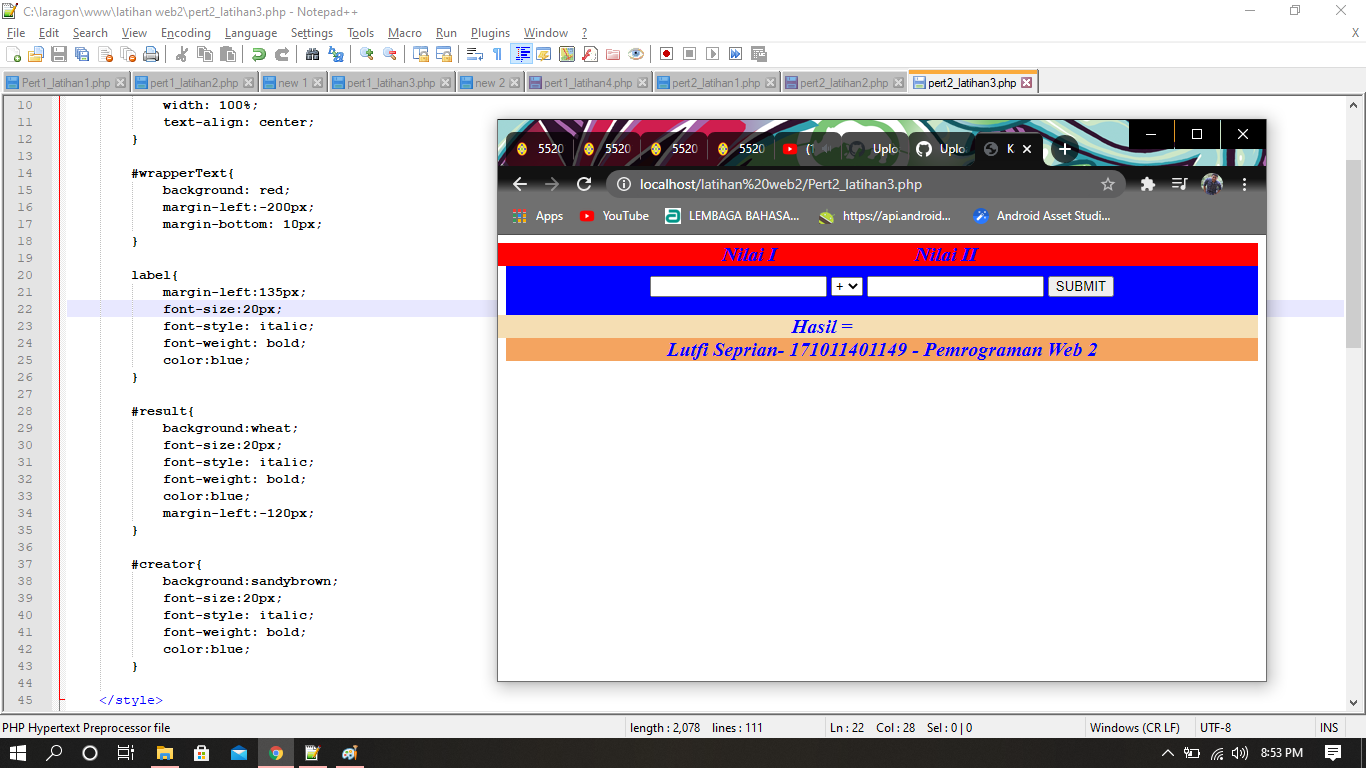 C:\laragon\www\latihan web2\pert2_latihan3.php - Notepad++
File Edit Search View Encoding Language Settings Tools Macro Run Plugins Window ? X
Pert1_latihan1.php pert1_latihan2.php new 1 pert1_latihan3.php new 2 pert1_latihan4.php pert2_latihan1.php pert2_latihan2.php pert2_latihan3.php
10 width: 100%;
11 text-align: center;
12 }
13
14 #wrapperText{
15 background: red;
16 margin-left:-200px;
17 margin-bottom: 10px;
18 }
19
20 label{
21 margin-left:135px;
22 font-size:20px;
23 font-style: italic;
24 font-weight: bold;
25 color:blue;
26 }
27
28 #result{
29 background:wheat;
30 font-size:20px;
31 font-style: italic;
32 font-weight: bold;
33 color:blue;
34 margin-left:-120px;
35 }
36
37 #creator{
38 background:sandybrown;
39 font-size:20px;
40 font-style: italic;
41 font-weight: bold;
42 color:blue;
43 }
44
45 </style>
5520 5520 5520 5520 (1 Uplo Uplo K
localhost/latihan%20web2/Pert2_latihan3.php
Apps YouTube LEMBAGA BAHASA... https://api.android... Android Asset Studi...
Nilai I Nilai II
+ SUBMIT
Hasil =
Lutfi Seprian- 171011401149 - Pemrograman Web 2
PHP Hypertext Preprocessor file length : 2,078 lines : 111 Ln : 22 Col : 28 Sel : 0 | 0 Windows (CR LF) UTF-8 INS
8:53 PM